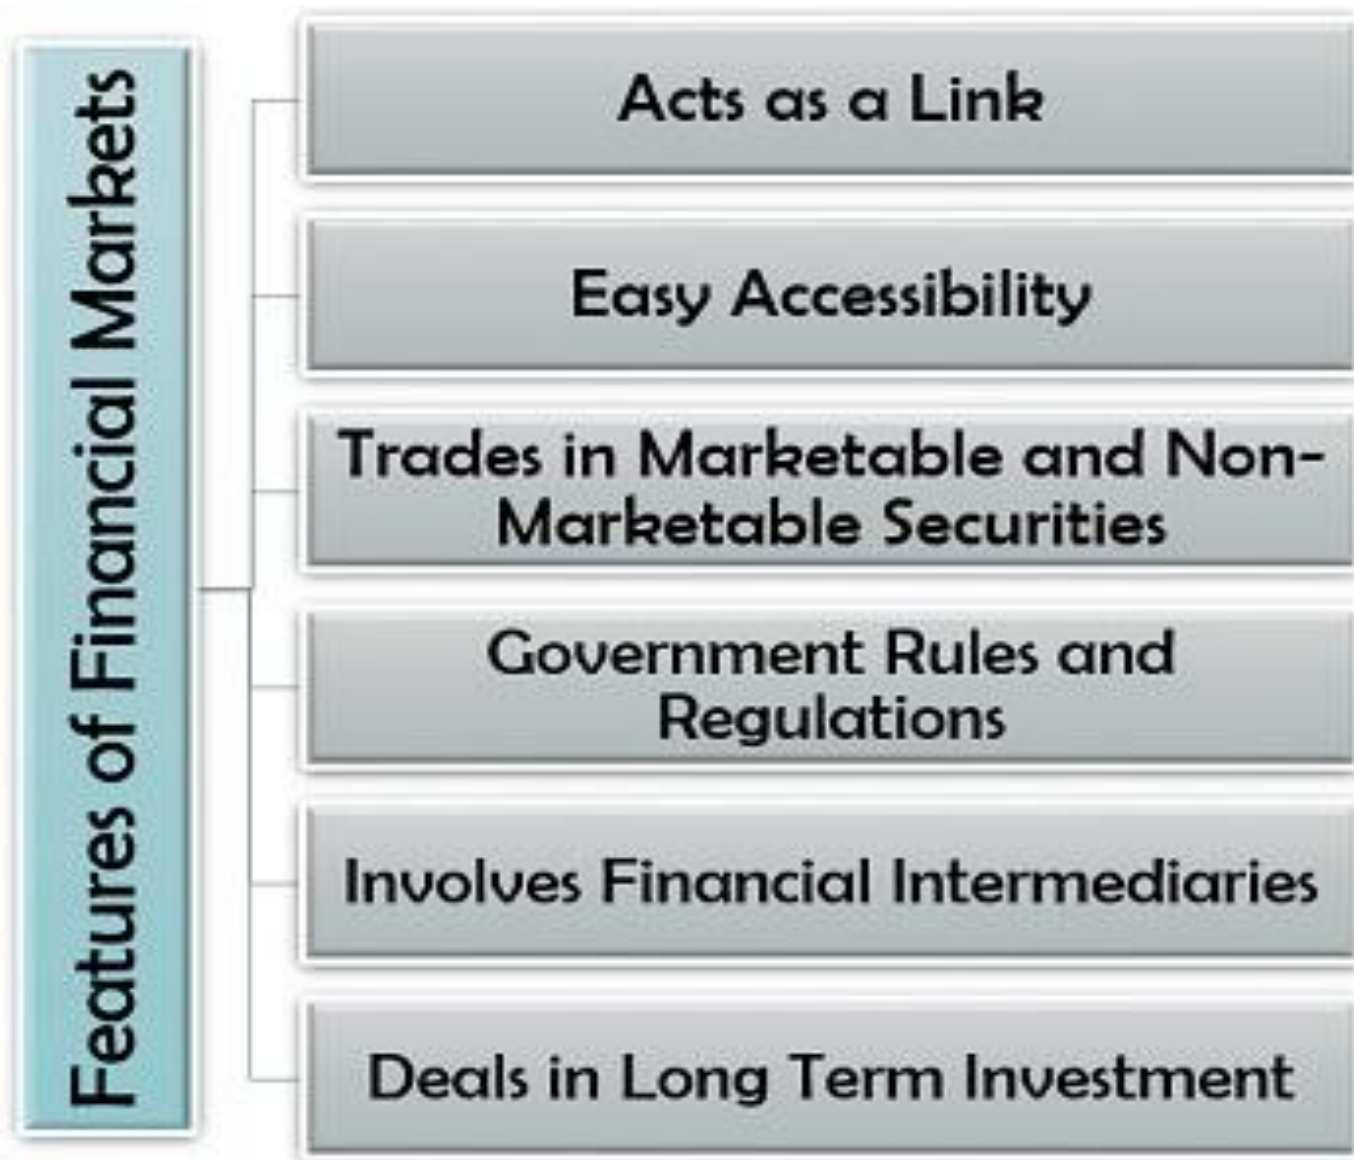 Features of Financial Markets
Acts as a Link
Easy Accessibility
Trades in Marketable and Non-
Marketable Securities
Government Rules and
Regulations
Involves Financial Intermediaries
Deals in Long Term Investment